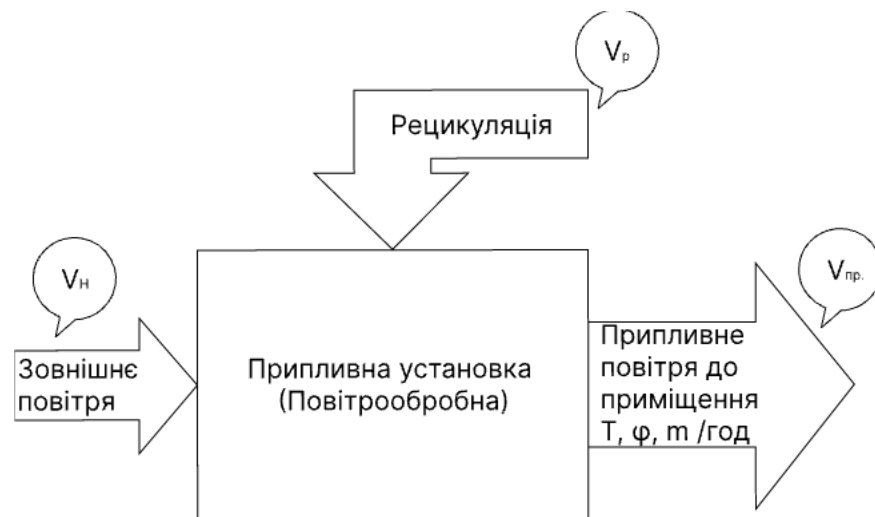 Vр
Рецикуляція
Vн
Vпр.
Зовнішнє
повітря
Припливна установка
(Повітрообробна)
Припливне
повітря до
приміщення
T, φ, m /год